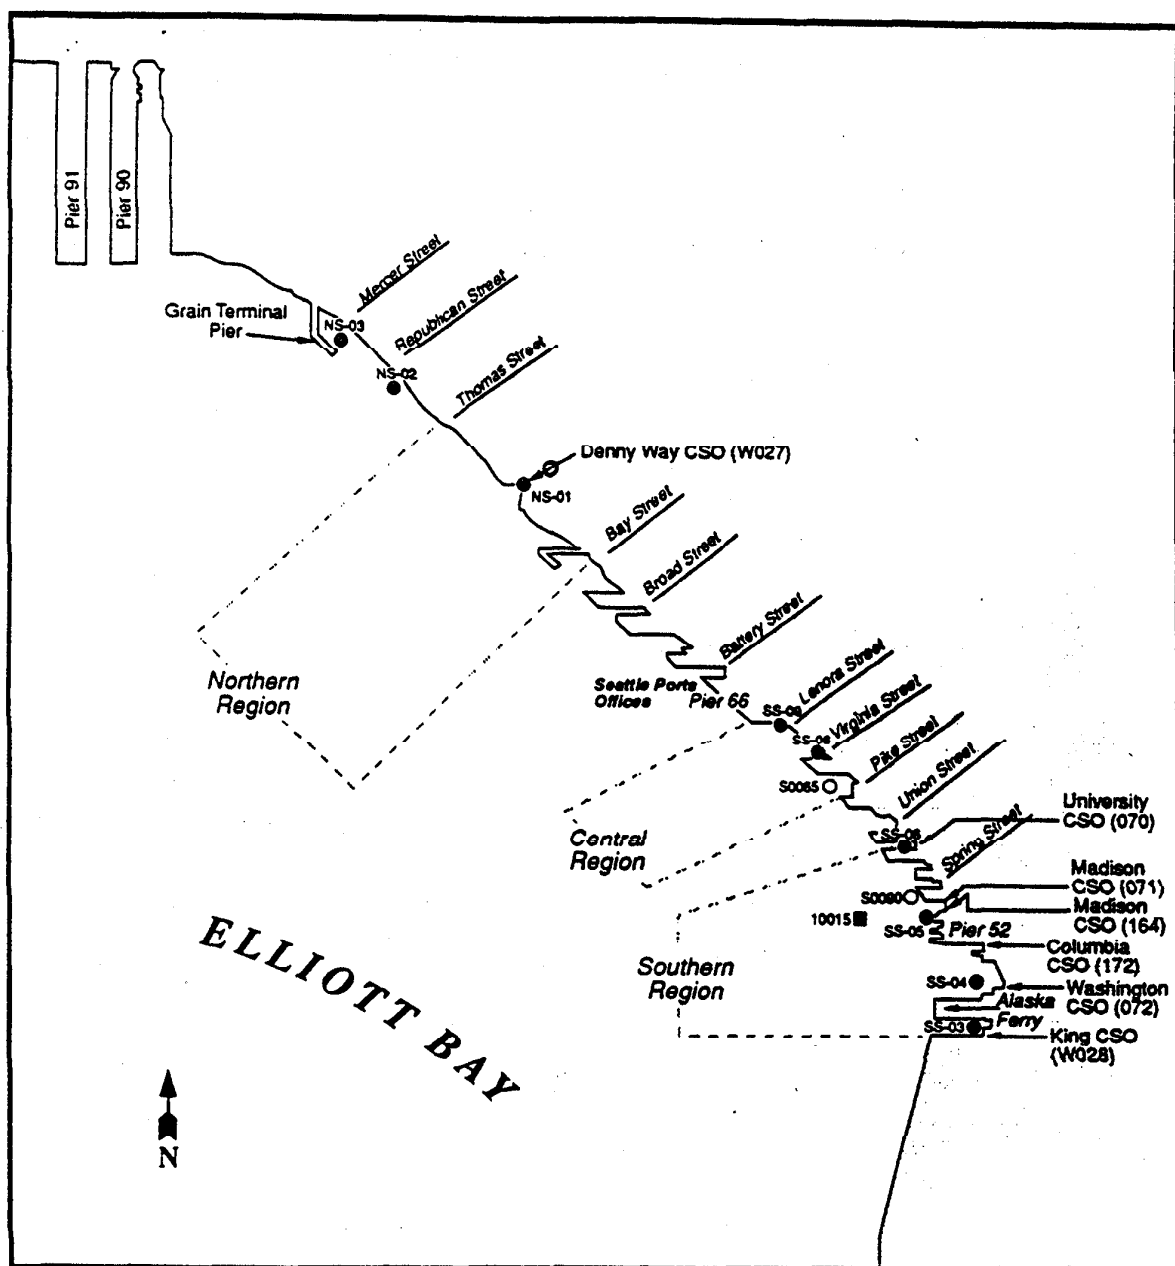 Pier 91
Pier 90
Mercer Street
Grain Terminal
Pier
NS-03
Republican Street
NS-02
Thomas Street
Denny Way CSO (W027)
NS-01
Bay Street
Broad Street
Battery Street
Northern
Region
Seattle Ports
Offices
Pier 66
Lenora Street
Virginia Street
Pike Street
S0065
Union Street
University
CSO (070)
Central
Region
Spring Street
Madison
CSO (071)
S0090
Madison
CSO (164)
10015
SS-05
Pier 52
Columbia
CSO (172)
Southern
Region
SS-04
Washington
CSO (072)
Alaska
Ferry
SS-03
King CSO
(W028)
ELLIOTT BAY
N